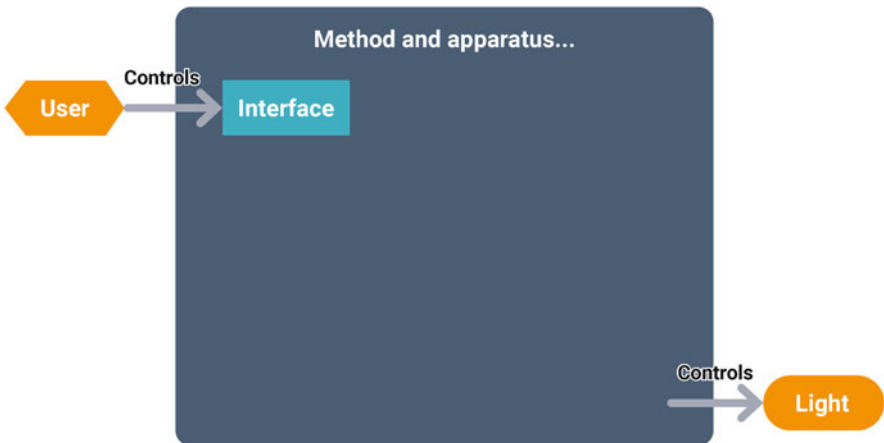 Method and apparatus...
Controls
User
Interface
Controls
Light